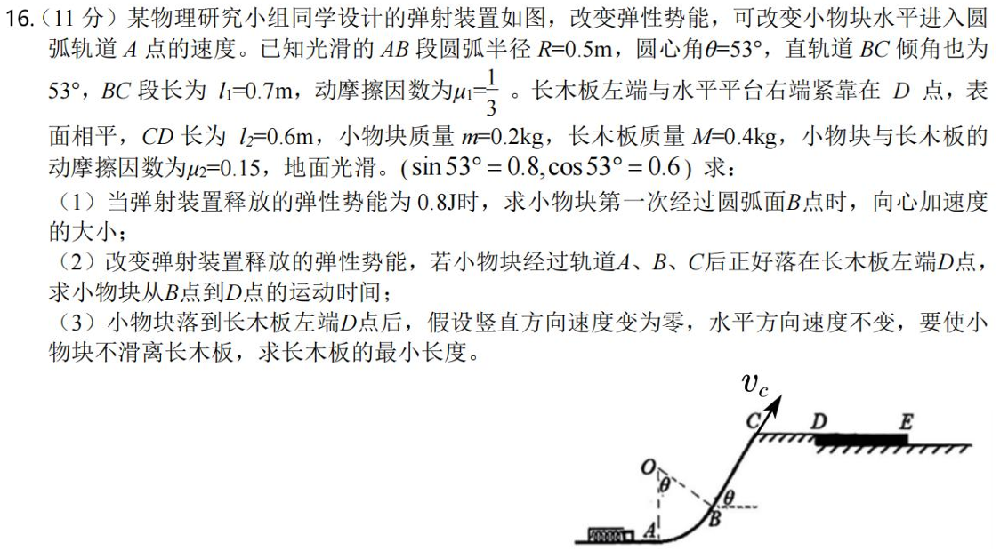 16.（11 分）某物理研究小组同学设计的弹射装置如图，改变弹性势能，可改变小物块水平进入圆
弧轨道 A 点的速度。已知光滑的 AB 段圆弧半径 R=0.5m，圆心角θ=53°，直轨道 BC 倾角也为
53°，BC 段长为 l₁=0.7m，动摩擦因数为μ₁=1/3 。长木板左端与水平平台右端紧靠在 D 点，表
面相平，CD 长为 l₂=0.6m，小物块质量 m=0.2kg，长木板质量 M=0.4kg，小物块与长木板的
动摩擦因数为μ₂=0.15，地面光滑。(sin53°=0.8,cos53°=0.6) 求：
（1）当弹射装置释放的弹性势能为 0.8J时，求小物块第一次经过圆弧面B点时，向心加速度
的大小；
（2）改变弹射装置释放的弹性势能，若小物块经过轨道A、B、C后正好落在长木板左端D点，
求小物块从B点到D点的运动时间；
（3）小物块落到长木板左端D点后，假设竖直方向速度变为零，水平方向速度不变，要使小
物块不滑离长木板，求长木板的最小长度。
v_c
C D E
O
θ
θ
B
A